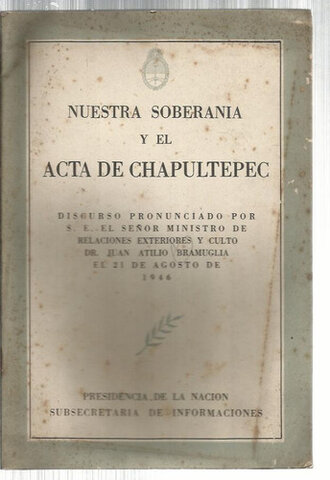 NUESTRA SOBERANIA
Y EL
ACTA DE CHAPULTEPEC
DISCURSO PRONUNCIADO POR
S. E. EL SEÑOR MINISTRO DE
RELACIONES EXTERIORES Y CULTO
DR. JUAN ATILIO BRAMUGLIA
EL 21 DE AGOSTO DE
1946
PRESIDENCIA DE LA NACION
SUBSECRETARIA DE INFORMACIONES